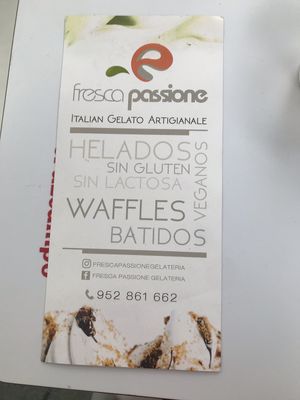 fresca passione
ITALIAN GELATO ARTIGIANALE
HELADOS
SIN GLUTEN
SIN LACTOSA
VEGANOS
WAFFLES
BATIDOS
FRESCAPASSIONEGELATERIA
FRESCA PASSIONE GELATERIA
952 861 662